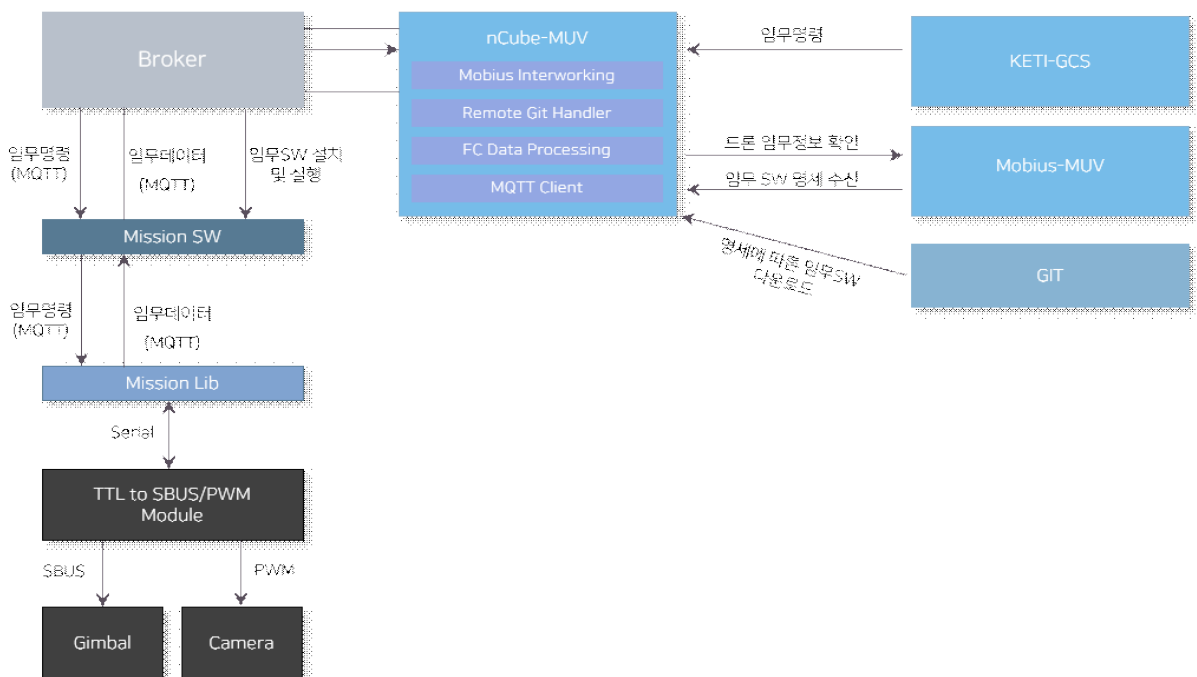 Broker
nCube-MUV
Mobius Interworking
Remote Git Handler
FC Data Processing
MQTT Client
임무명령
KETI-GCS
드론 임무정보 확인
임무 SW 명세 수신
Mobius-MUV
명세에 따른 임무SW
다운로드
GIT
임무명령
(MQTT)
임무데이터
(MQTT)
임무SW 설치
및 실행
Mission SW
임무명령
(MQTT)
임무데이터
(MQTT)
Mission Lib
Serial
TTL to SBUS/PWM
Module
SBUS
PWM
Gimbal
Camera